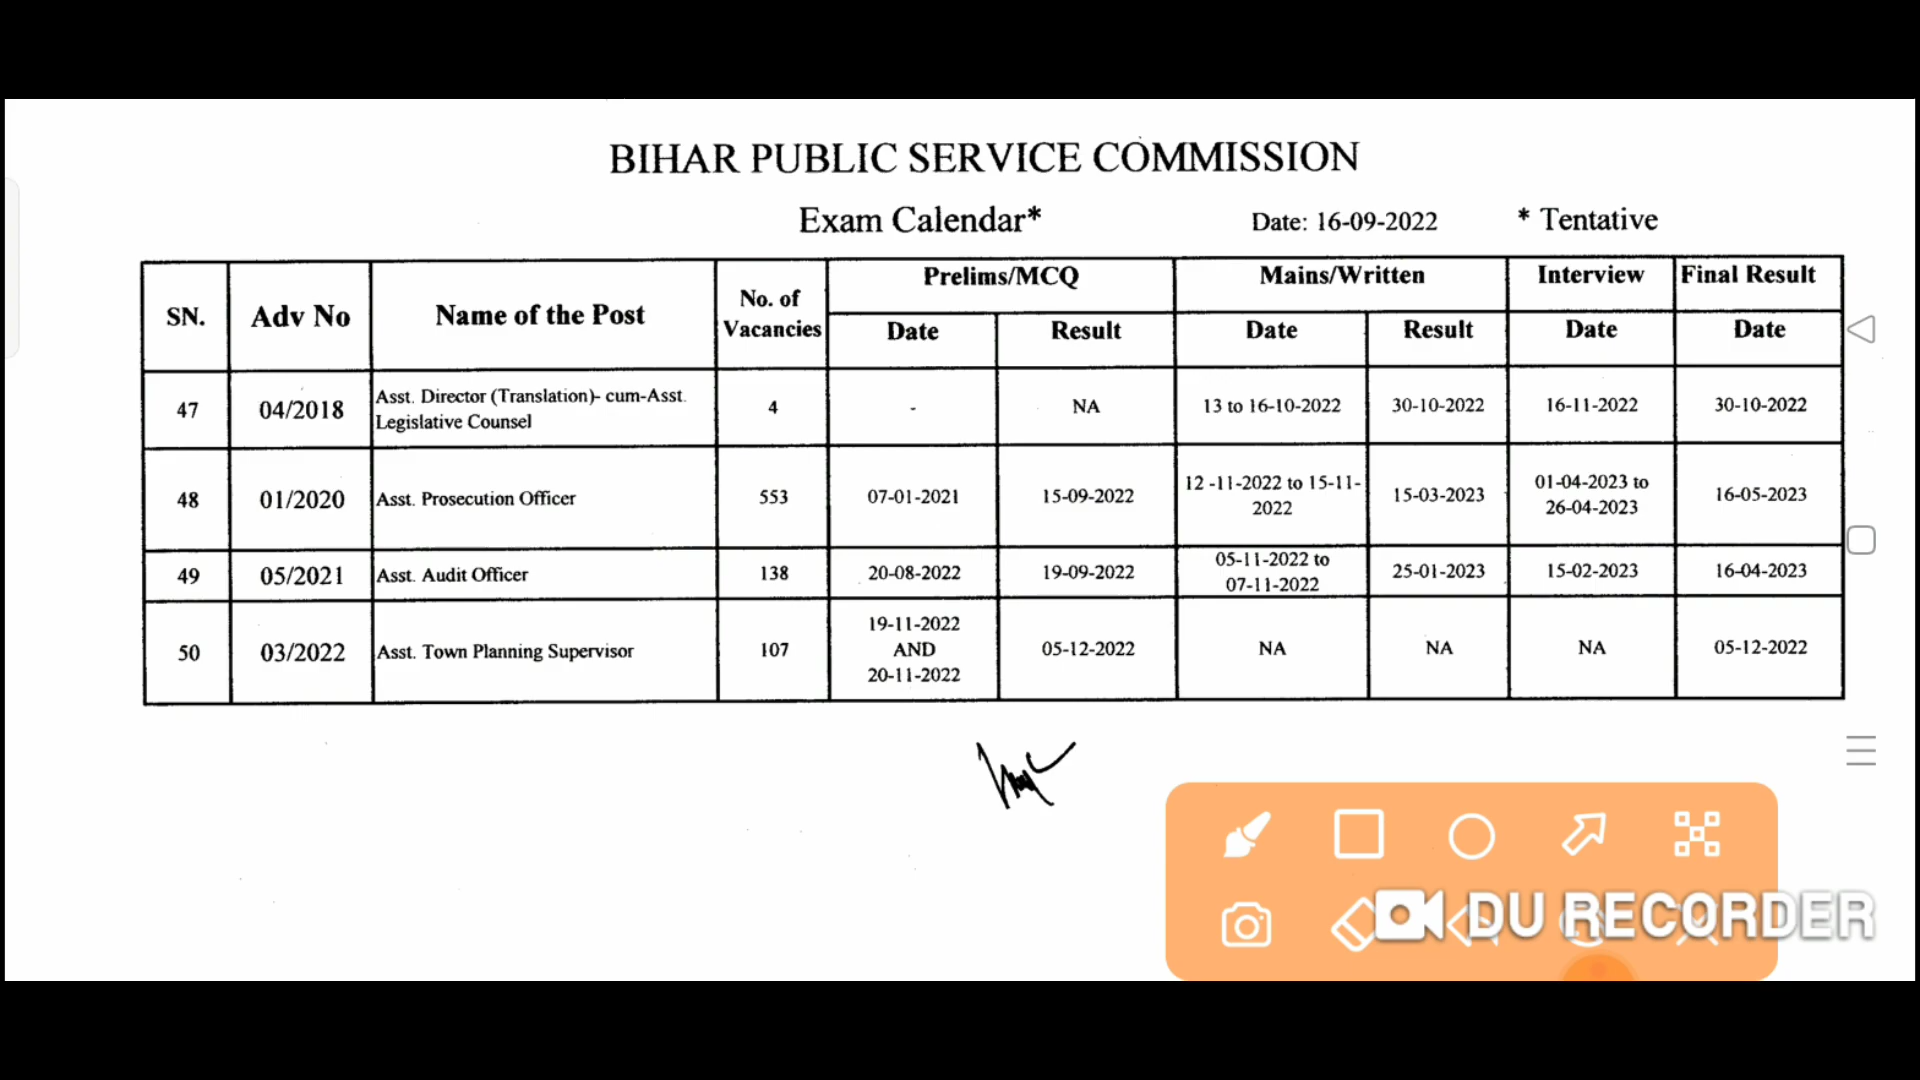 BIHAR PUBLIC SERVICE COMMISSION
Exam Calendar* Date: 16-09-2022 * Tentative
SN. Adv No Name of the Post No. of Vacancies Prelims/MCQ Mains/Written Interview Final Result
Date Result Date Result Date Date
47 04/2018 Asst. Director (Translation)- cum-Asst. Legislative Counsel 4 - NA 13 to 16-10-2022 30-10-2022 16-11-2022 30-10-2022
48 01/2020 Asst. Prosecution Officer 553 07-01-2021 15-09-2022 12 -11-2022 to 15-11-2022 15-03-2023 01-04-2023 to 26-04-2023 16-05-2023
49 05/2021 Asst. Audit Officer 138 20-08-2022 19-09-2022 05-11-2022 to 07-11-2022 25-01-2023 15-02-2023 16-04-2023
50 03/2022 Asst. Town Planning Supervisor 107 19-11-2022 AND 20-11-2022 05-12-2022 NA NA NA 05-12-2022
DU RECORDER